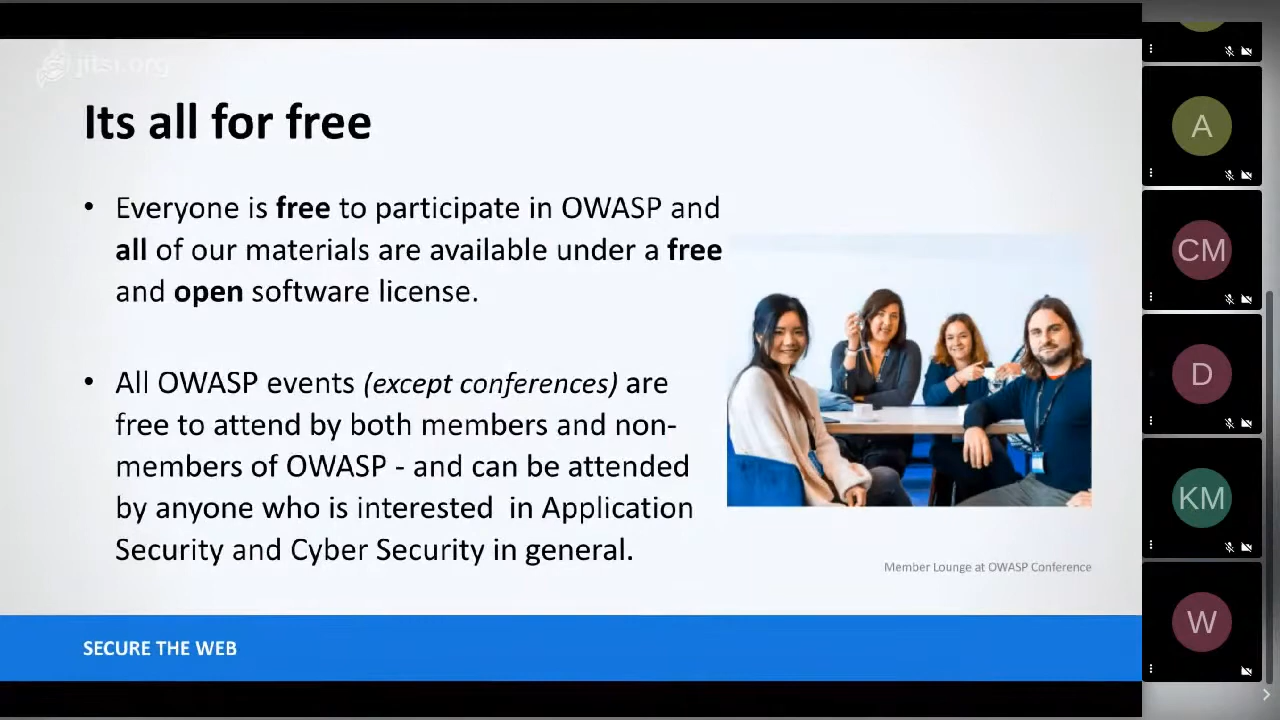 jitsi.org
Its all for free
• Everyone is free to participate in OWASP and
all of our materials are available under a free
and open software license.
• All OWASP events (except conferences) are
free to attend by both members and non-
members of OWASP - and can be attended
by anyone who is interested  in Application
Security and Cyber Security in general.
Member Lounge at OWASP Conference
SECURE THE WEB
A
CM
D
KM
W